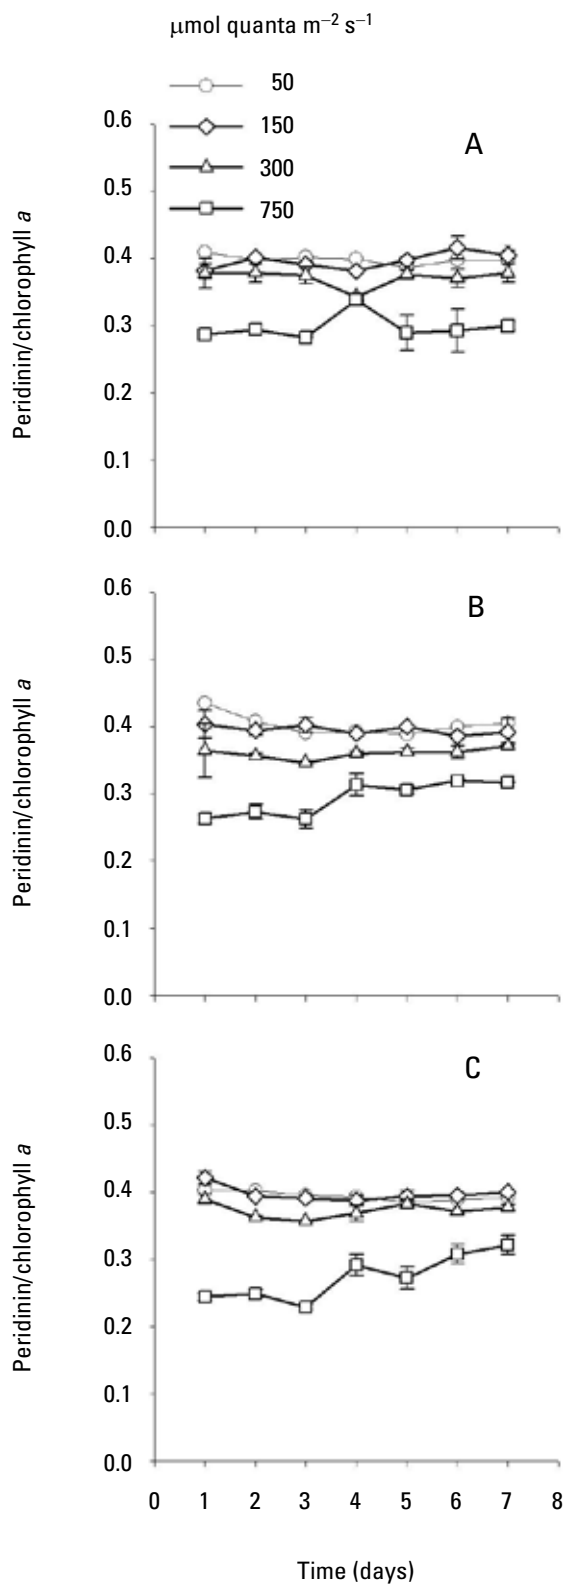 μmol quanta m⁻² s⁻¹
50
150
300
750
A
Peridinin/chlorophyll a
0.6
0.5
0.4
0.3
0.2
0.1
0.0
B
Peridinin/chlorophyll a
0.6
0.5
0.4
0.3
0.2
0.1
0.0
C
Peridinin/chlorophyll a
0.6
0.5
0.4
0.3
0.2
0.1
0.0
0 1 2 3 4 5 6 7 8
Time (days)